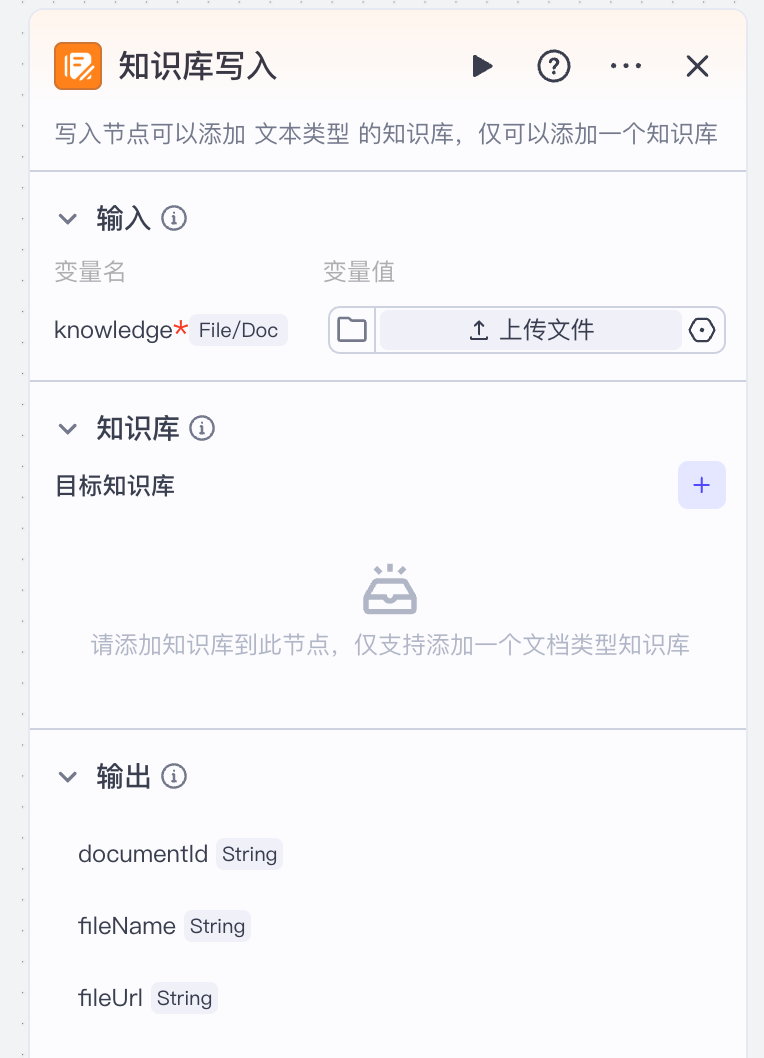 知识库写入
写入节点可以添加 文本类型 的知识库，仅可以添加一个知识库
输入
变量名 变量值
knowledge* File/Doc 上传文件
知识库
目标知识库
请添加知识库到此节点，仅支持添加一个文档类型知识库
输出
documentId String
fileName String
fileUrl String